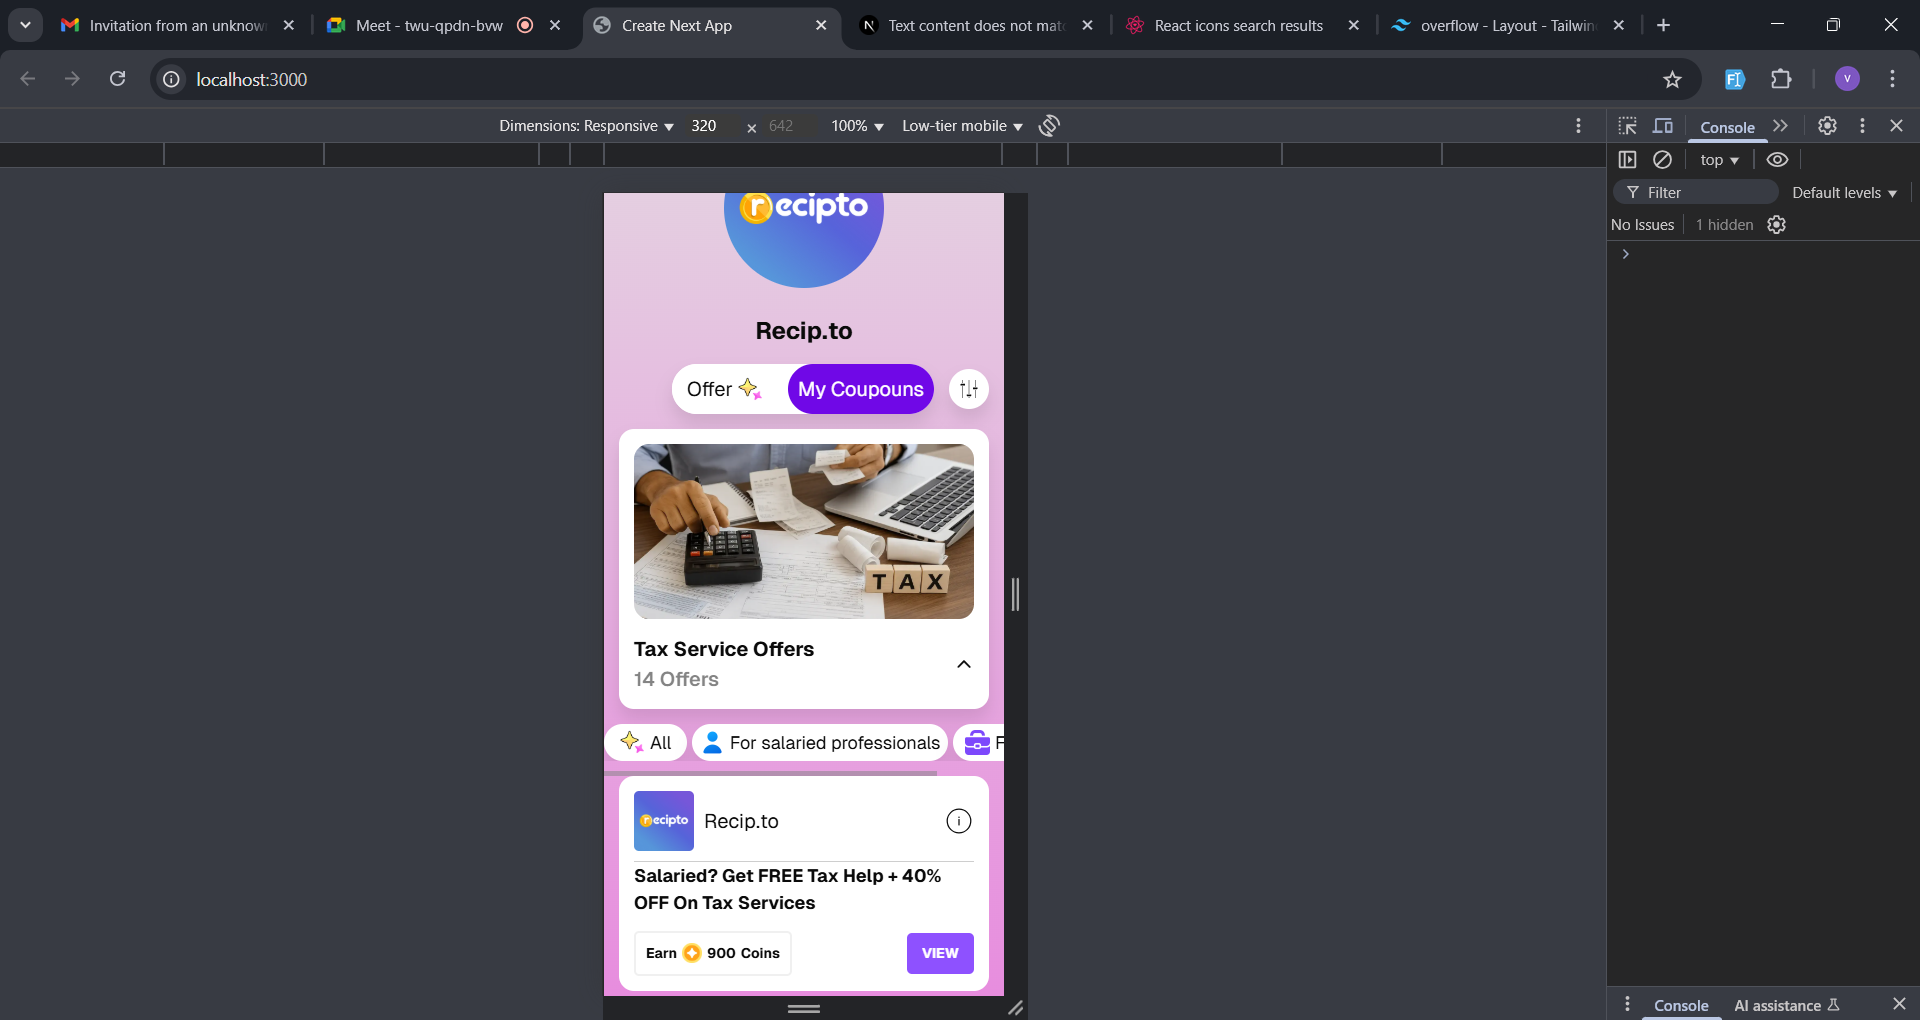 Invitation from an unknow
Meet - twu-qpdn-bvw
Create Next App
Text content does not mat
React icons search results
overflow - Layout - Tailwin
localhost:3000
V
Dimensions: Responsive
320 × 642
100%
Low-tier mobile
Console
top
Filter
Default levels
No Issues
1 hidden
recipto
Recip.to
Offer
My Coupouns
TAX
Tax Service Offers
14 Offers
All
For salaried professionals
F
recipto
Recip.to
Salaried? Get FREE Tax Help + 40%
OFF On Tax Services
Earn 900 Coins
VIEW
Console
AI assistance